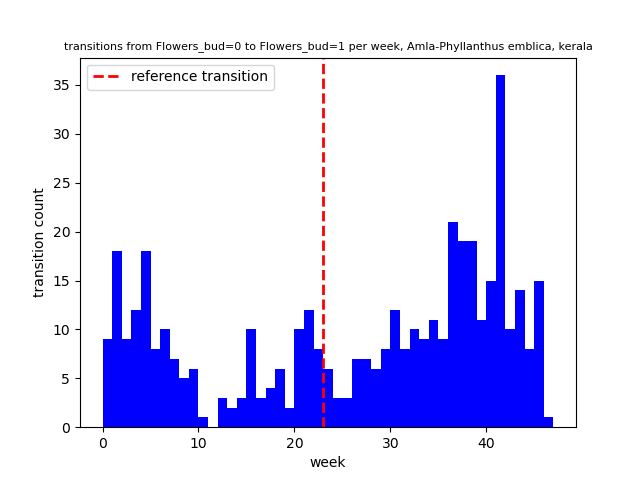 transitions from Flowers_bud=0 to Flowers_bud=1 per week, Amla-Phyllanthus emblica, kerala
reference transition
transition count
35
30
25
20
15
10
5
0
0 10 20 30 40
week